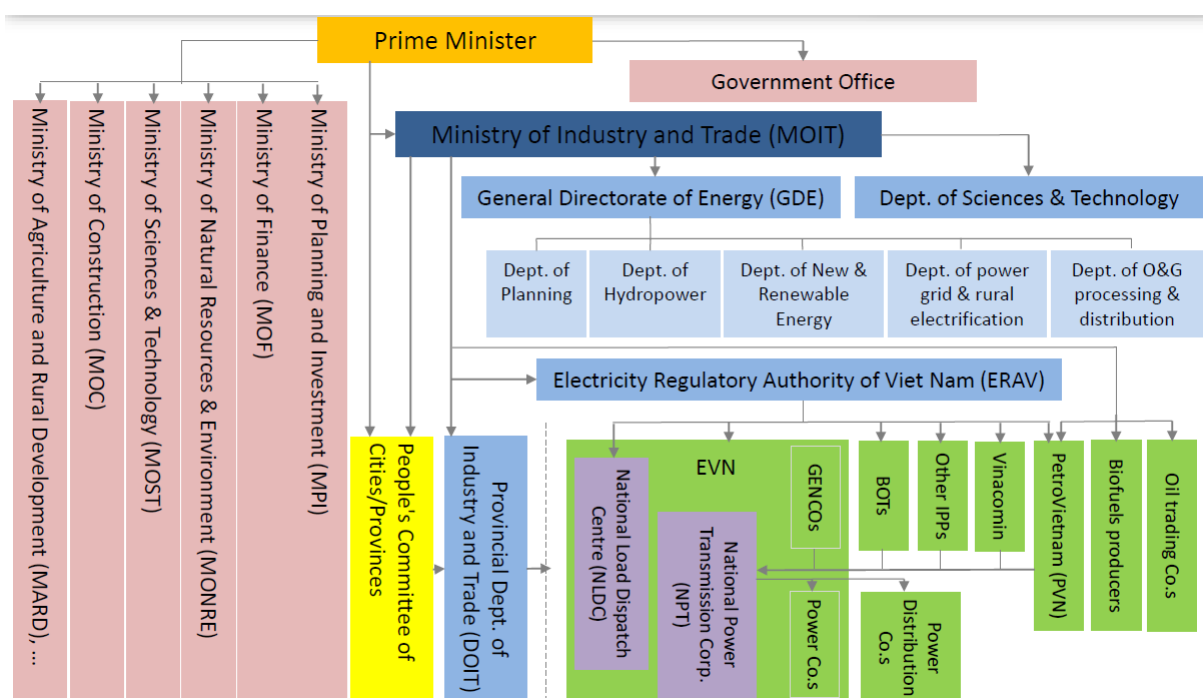 Prime Minister
Government Office
Ministry of Industry and Trade (MOIT)
General Directorate of Energy (GDE)
Dept. of Sciences & Technology
Dept. of
Planning
Dept. of
Hydropower
Dept. of New &
Renewable
Energy
Dept. of power
grid & rural
electrification
Dept. of O&G
processing &
distribution
Electricity Regulatory Authority of Viet Nam (ERAV)
Ministry of Agriculture and Rural Development (MARD), ...
Ministry of Construction (MOC)
Ministry of Sciences & Technology (MOST)
Ministry of Natural Resources & Environment (MONRE)
Ministry of Finance (MOF)
Ministry of Planning and Investment (MPI)
People's Committee of
Cities/Provinces
Provincial Dept. of
Industry and Trade (DOIT)
EVN
National Load Dispatch
Centre (NLDC)
National Power
Transmission Corp.
(NPT)
GENCOs
Power Co.s
BOTs
Other IPPs
Vinacomin
PetroVietnam (PVN)
Biofuels producers
Oil trading Co.s
Power
Distribution
Co.s